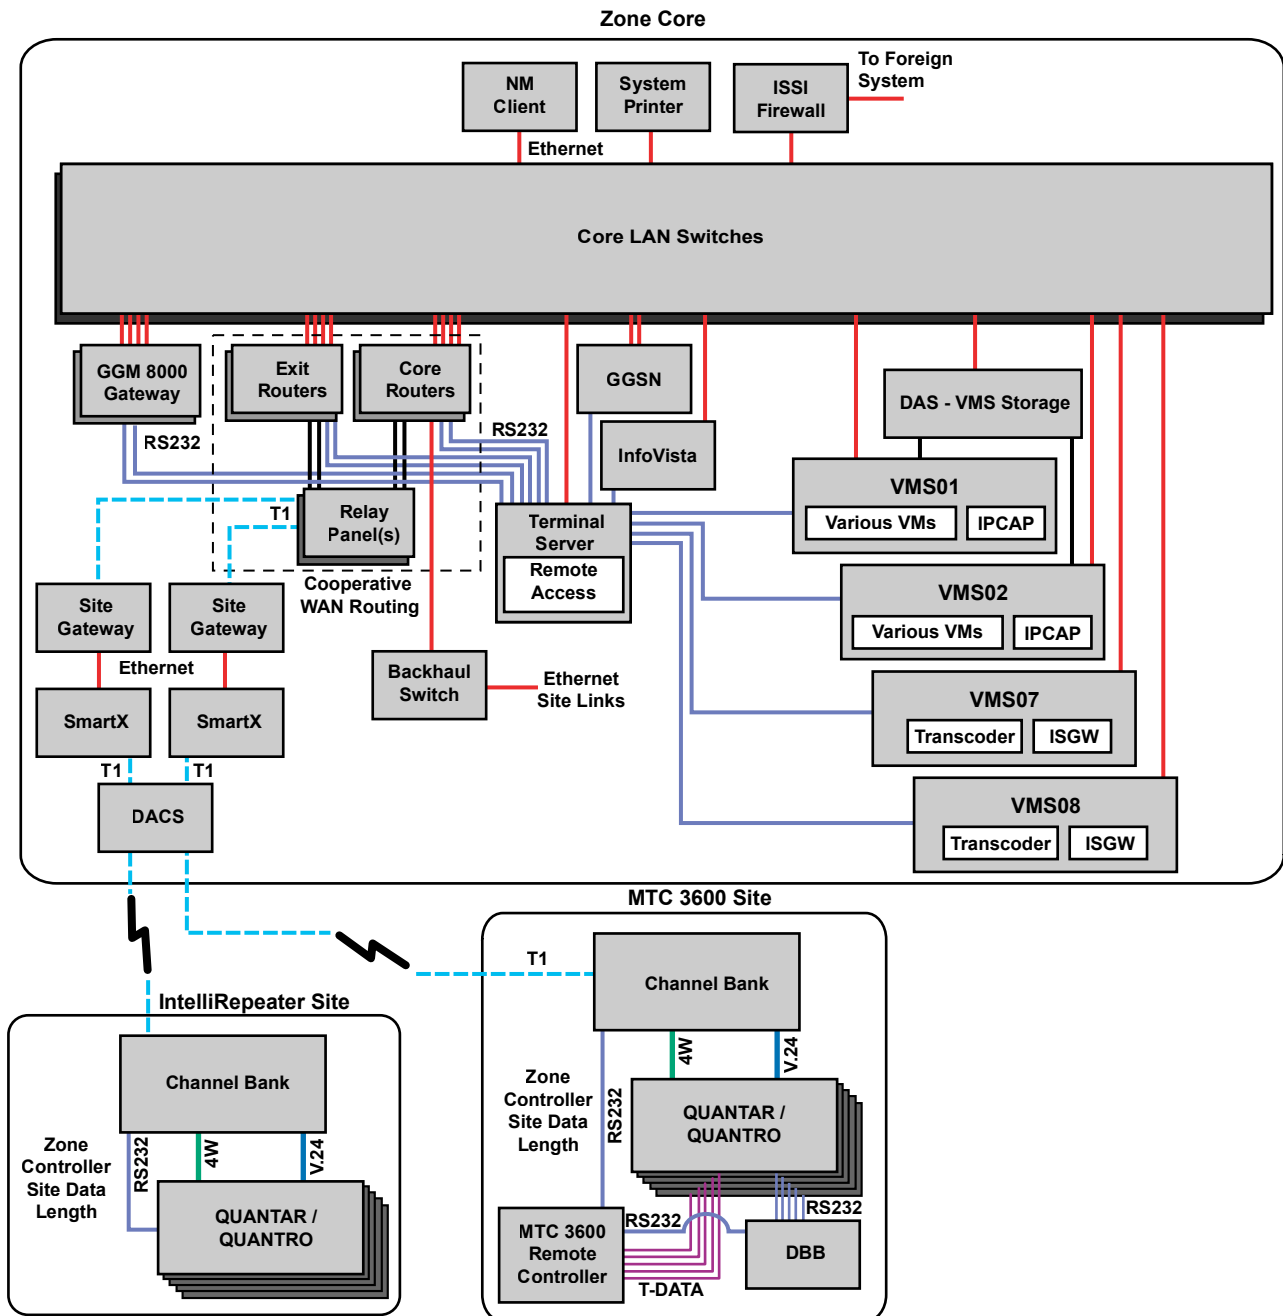 Zone Core
NM
Client
System
Printer
ISSI
Firewall
To Foreign
System
Ethernet
Core LAN Switches
GGM 8000
Gateway
Exit
Routers
Core
Routers
GGSN
DAS - VMS Storage
RS232
RS232
InfoVista
VMS01
Various VMs
IPCAP
T1
Relay
Panel(s)
Terminal
Server
Remote
Access
Cooperative
WAN Routing
VMS02
Various VMs
IPCAP
Site
Gateway
Site
Gateway
Ethernet
Backhaul
Switch
Ethernet
Site Links
SmartX
SmartX
VMS07
Transcoder
ISGW
T1
T1
DACS
VMS08
Transcoder
ISGW
MTC 3600 Site
T1
Channel Bank
4W
V.24
RS232
Zone
Controller
Site Data
Length
QUANTAR /
QUANTRO
RS232
RS232
MTC 3600
Remote
Controller
DBB
T-DATA
IntelliRepeater Site
Channel Bank
Zone
Controller
Site Data
Length
RS232
4W
V.24
QUANTAR /
QUANTRO